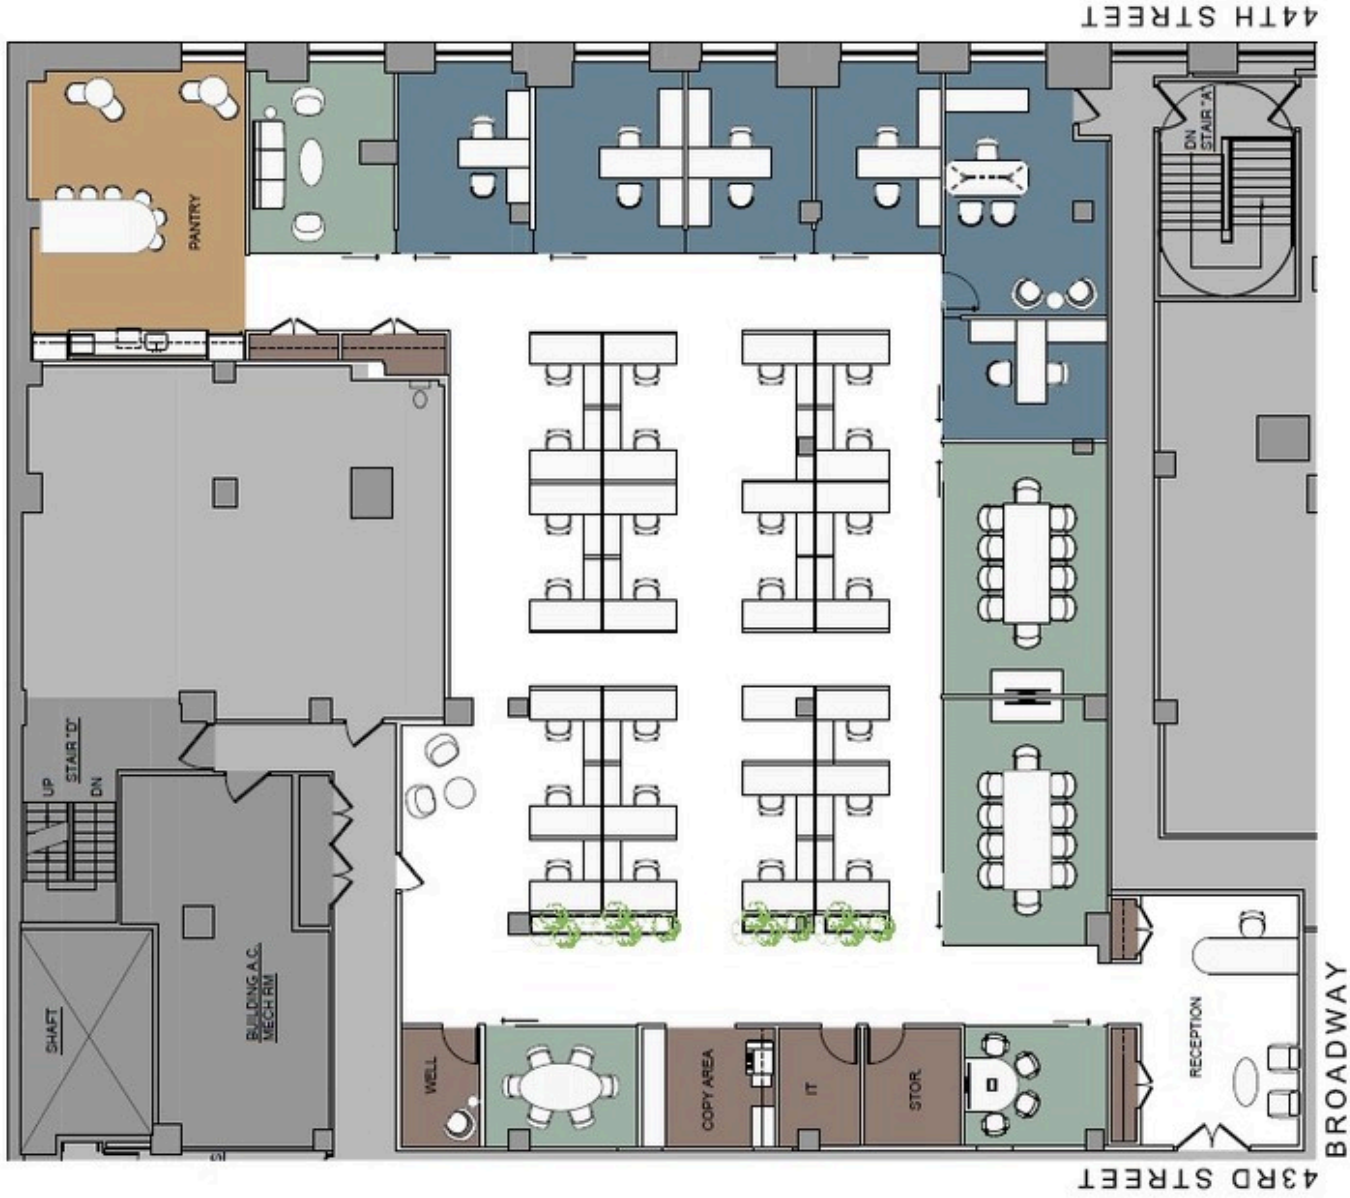 44TH STREET
DN
STAIR "A"
PANTRY
UP
STAIR "D"
DN
BUILDING A.C.
MECH RM
SHAFT
WELL
COPY AREA
IT
STOR.
RECEPTION
BROADWAY
43RD STREET